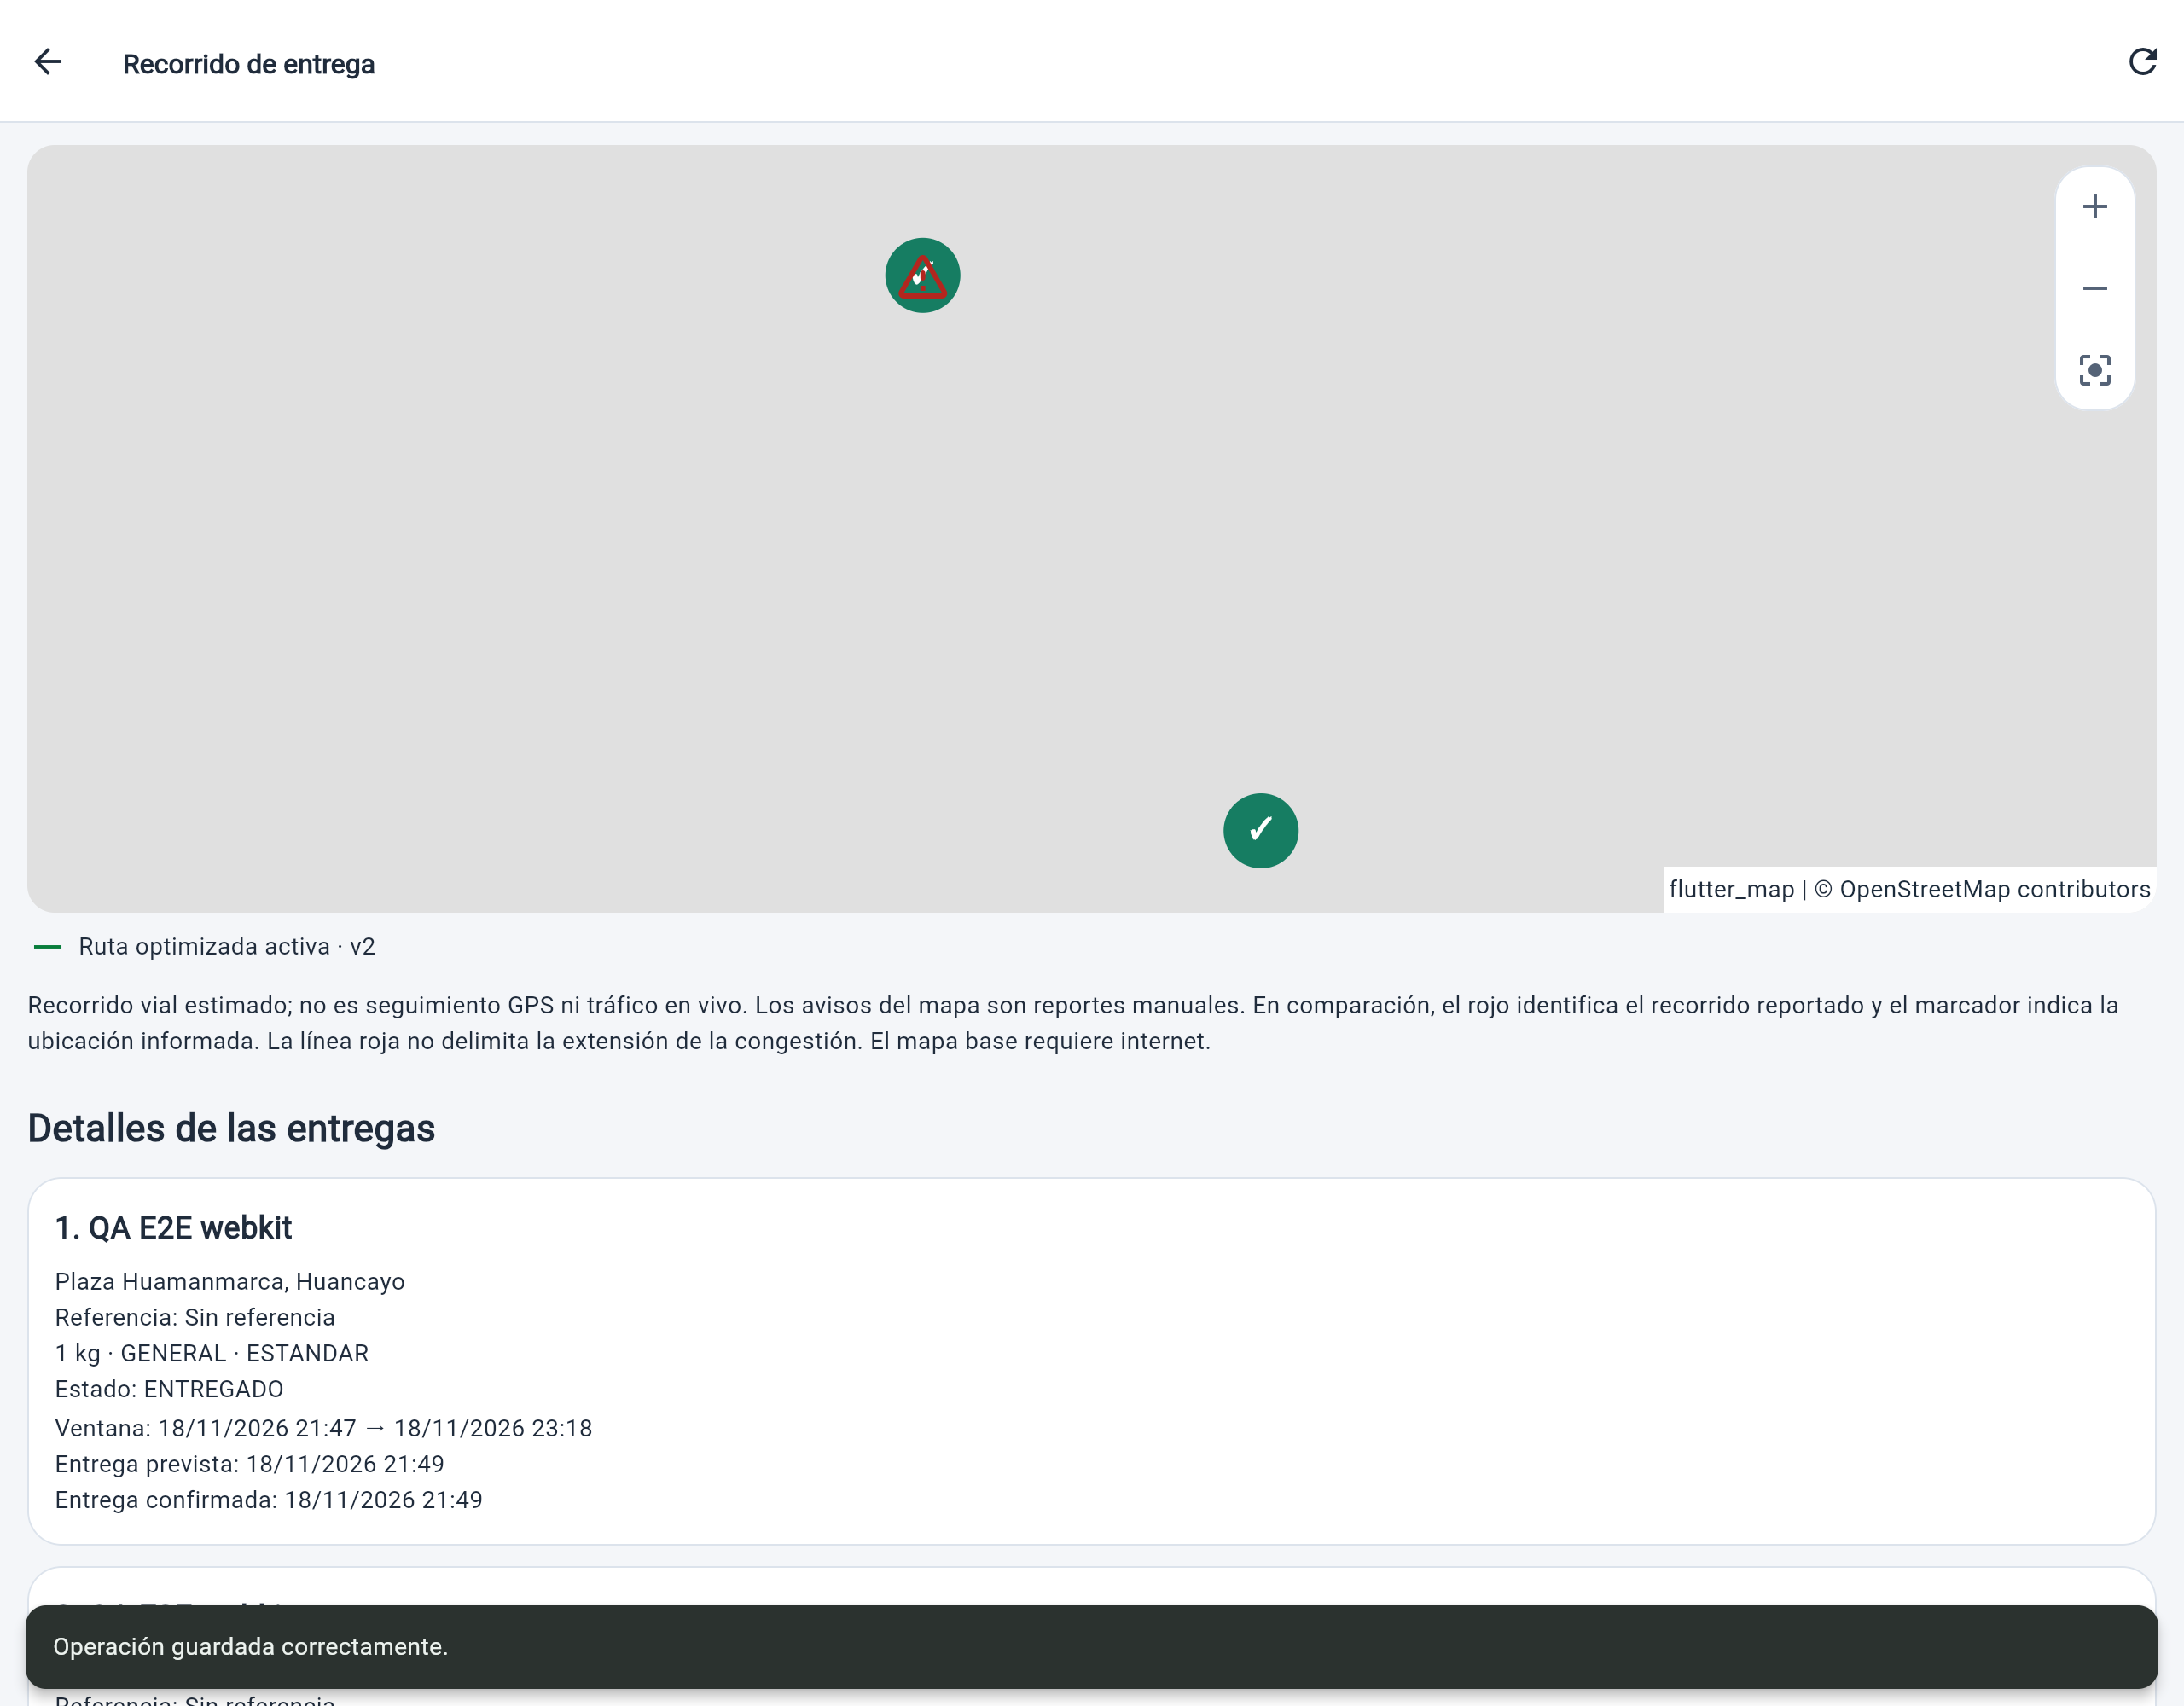 Recorrido de entrega
✓
flutter_map | © OpenStreetMap contributors
Ruta optimizada activa · v2
Recorrido vial estimado; no es seguimiento GPS ni tráfico en vivo. Los avisos del mapa son reportes manuales. En comparación, el rojo identifica el recorrido reportado y el marcador indica la
ubicación informada. La línea roja no delimita la extensión de la congestión. El mapa base requiere internet.
Detalles de las entregas
1. QA E2E webkit
Plaza Huamanmarca, Huancayo
Referencia: Sin referencia
1 kg · GENERAL · ESTANDAR
Estado: ENTREGADO
Ventana: 18/11/2026 21:47 → 18/11/2026 23:18
Entrega prevista: 18/11/2026 21:49
Entrega confirmada: 18/11/2026 21:49
Operación guardada correctamente.
Referencia: Sin referencia